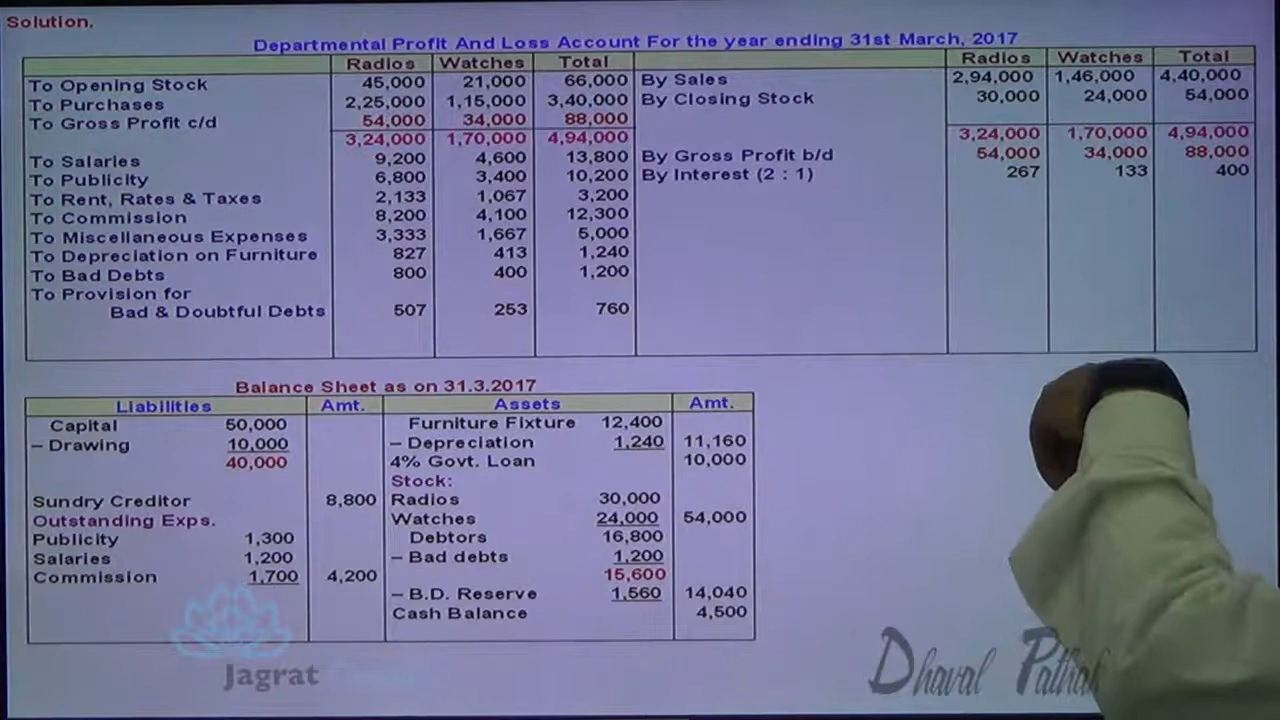 Solution.
Departmental Profit And Loss Account For the year ending 31st March, 2017
Radios Watches Total Radios Watches Total
To Opening Stock 45,000 21,000 66,000 By Sales 2,94,000 1,46,000 4,40,000
To Purchases 2,25,000 1,15,000 3,40,000 By Closing Stock 30,000 24,000 54,000
To Gross Profit c/d 54,000 34,000 88,000
3,24,000 1,70,000 4,94,000 3,24,000 1,70,000 4,94,000
To Salaries 9,200 4,600 13,800 By Gross Profit b/d 54,000 34,000 88,000
To Publicity 6,800 3,400 10,200 By Interest (2 : 1) 267 133 400
To Rent, Rates & Taxes 2,133 1,067 3,200
To Commission 8,200 4,100 12,300
To Miscellaneous Expenses 3,333 1,667 5,000
To Depreciation on Furniture 827 413 1,240
To Bad Debts 800 400 1,200
To Provision for
Bad & Doubtful Debts 507 253 760
Balance Sheet as on 31.3.2017
Liabilities Amt. Assets Amt.
Capital 50,000 Furniture Fixture 12,400
– Drawing 10,000 – Depreciation 1,240 11,160
40,000 4% Govt. Loan 10,000
Stock:
Sundry Creditor 8,800 Radios 30,000
Outstanding Exps. Watches 24,000 54,000
Publicity 1,300 Debtors 16,800
Salaries 1,200 – Bad debts 1,200
Commission 1,700 4,200 15,600
– B.D. Reserve 1,560 14,040
Cash Balance 4,500
Jagrat
Dhaval Pathak